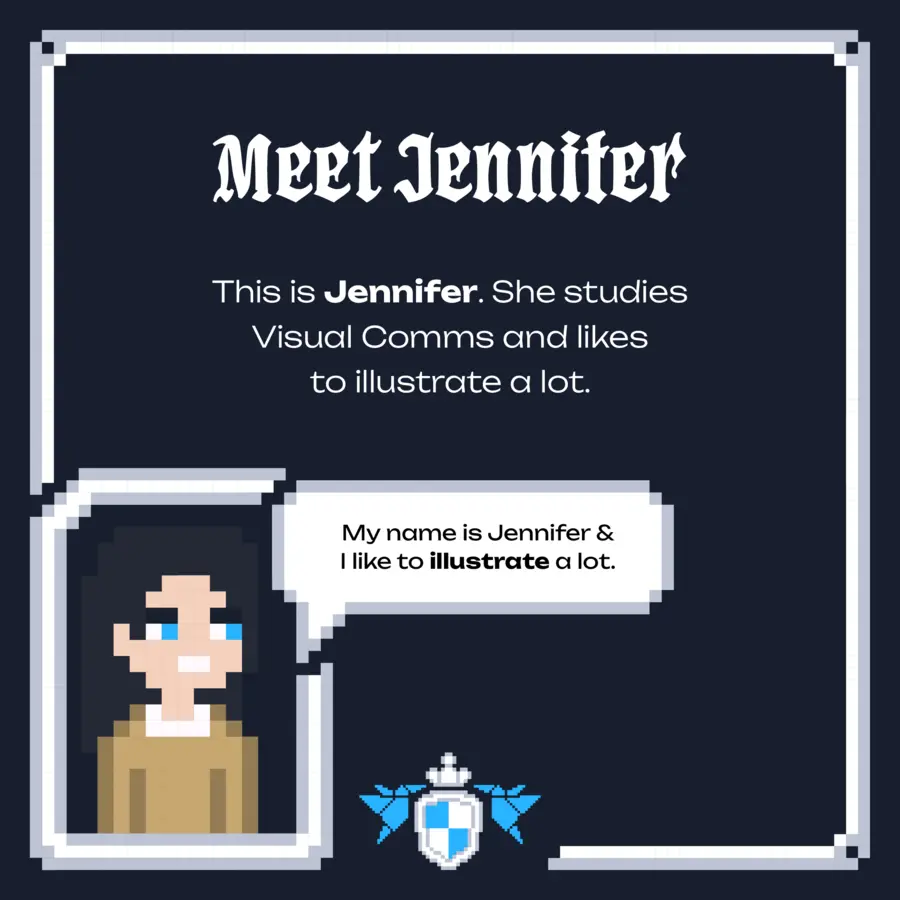 Meet Jennifer
This is Jennifer. She studies
Visual Comms and likes
to illustrate a lot.
My name is Jennifer &
I like to illustrate a lot.